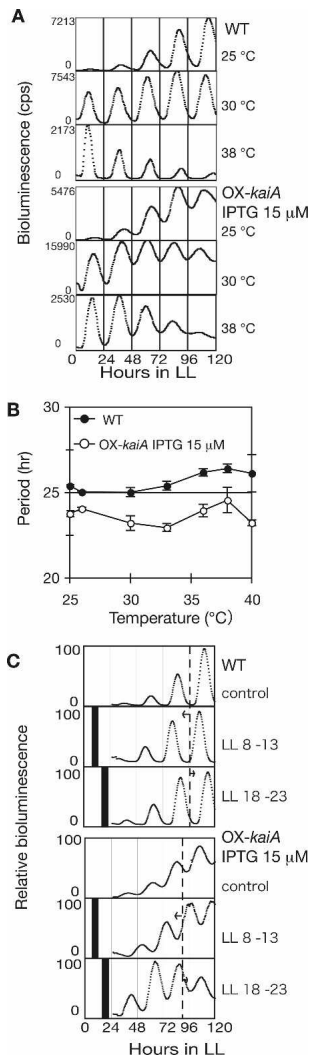 A
7213
WT
0
25 °C
7543
30 °C
0
2173
38 °C
0
Bioluminescence (cps)
5476
OX-kaiA
IPTG 15 μM
25 °C
0
15990
30 °C
0
2530
38 °C
0
0 24 48 72 96 120
Hours in LL
B
30
WT
OX-kaiA IPTG 15 μM
25
20
Period (hr)
25 30 35 40
Temperature (°C)
C
100
WT
control
0
100
LL 8 -13
0
100
LL 18 -23
0
Relative bioluminescence
100
OX-kaiA
IPTG 15 μM
control
0
100
LL 8 -13
0
100
LL 18 -23
0
0 24 48 72 96 120
Hours in LL